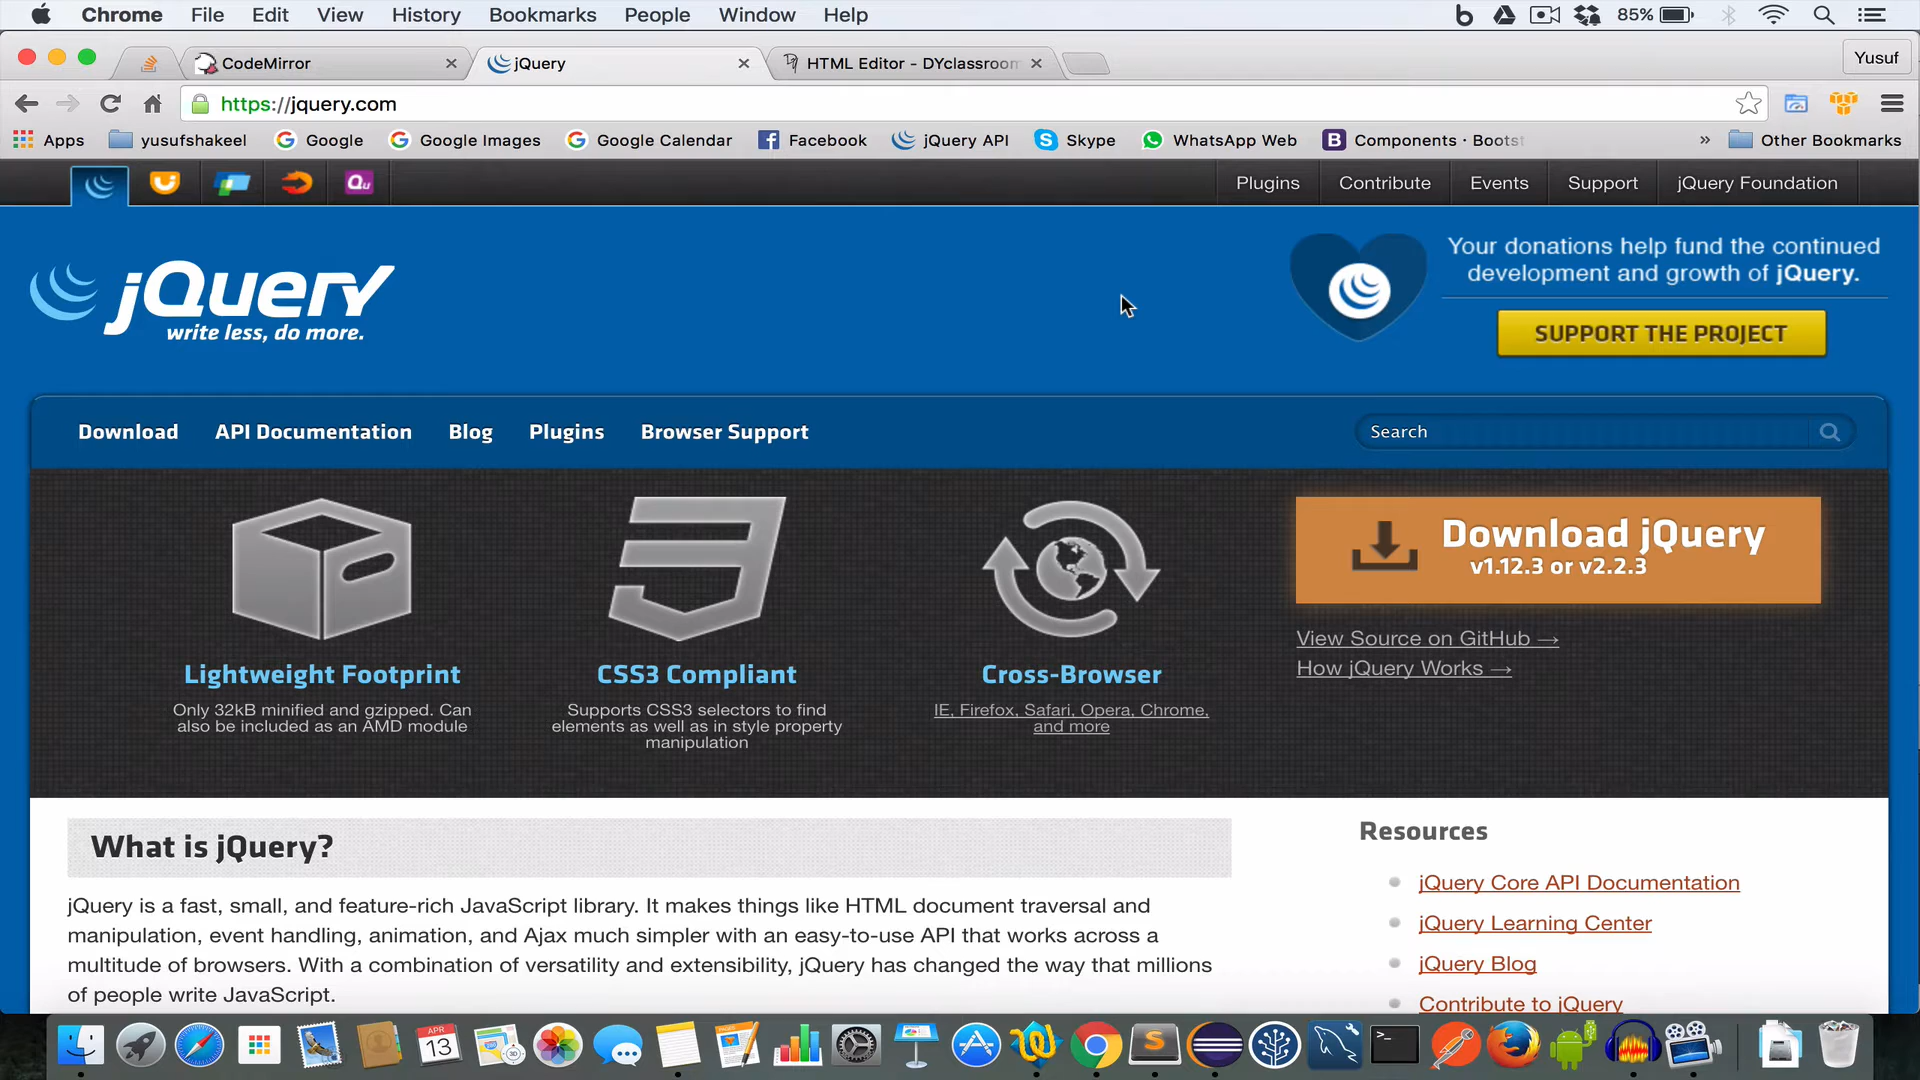 Chrome File Edit View History Bookmarks People Window Help 85%
CodeMirror jQuery HTML Editor - DYclassroom Yusuf
https://jquery.com
Apps yusufshakeel Google Google Images Google Calendar Facebook jQuery API Skype WhatsApp Web Components · Bootst » Other Bookmarks
Qu Plugins Contribute Events Support jQuery Foundation
Your donations help fund the continued
development and growth of jQuery.
jQuery
write less, do more.
SUPPORT THE PROJECT
Download API Documentation Blog Plugins Browser Support Search
Download jQuery
v1.12.3 or v2.2.3
View Source on GitHub →
How jQuery Works →
Lightweight Footprint
Only 32kB minified and gzipped. Can
also be included as an AMD module
CSS3 Compliant
Supports CSS3 selectors to find
elements as well as in style property
manipulation
Cross-Browser
IE, Firefox, Safari, Opera, Chrome,
and more
What is jQuery?
jQuery is a fast, small, and feature-rich JavaScript library. It makes things like HTML document traversal and
manipulation, event handling, animation, and Ajax much simpler with an easy-to-use API that works across a
multitude of browsers. With a combination of versatility and extensibility, jQuery has changed the way that millions
of people write JavaScript.
Resources
jQuery Core API Documentation
jQuery Learning Center
jQuery Blog
Contribute to jQuery
APR
13